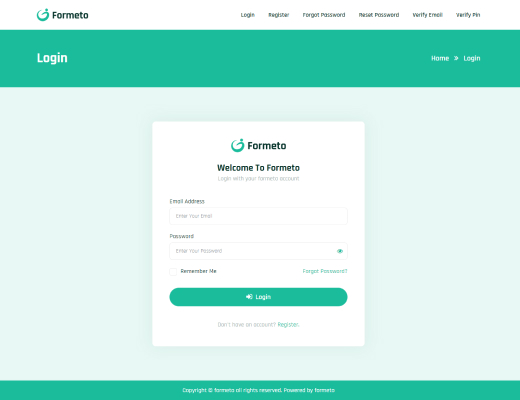 Formeto
Login Register Forgot Password Reset Password Verify Email Verify Pin
Login
Home » Login
Formeto
Welcome To Formeto
Login with your formeto account
Email Address
Enter Your Email
Password
Enter Your Password
Remember Me Forgot Password?
Login
Don't have an account? Register.
Copyright © formeto all rights reserved. Powered by formeto